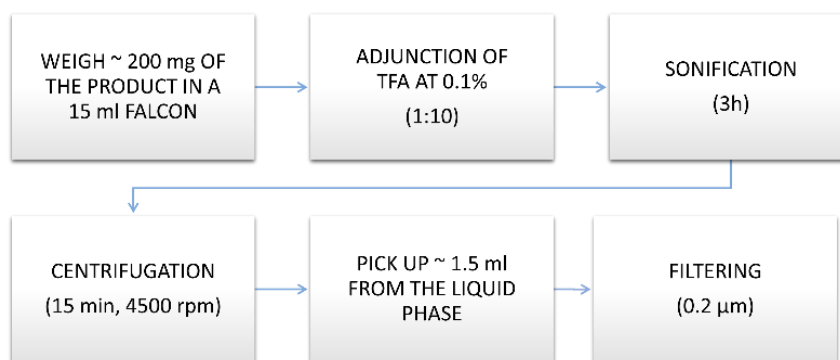 WEIGH ~ 200 mg OF
THE PRODUCT IN A
15 ml FALCON
ADJUNCTION OF
TFA AT 0.1%
(1:10)
SONIFICATION
(3h)
CENTRIFUGATION
(15 min, 4500 rpm)
PICK UP ~ 1.5 ml
FROM THE LIQUID
PHASE
FILTERING
(0.2 µm)